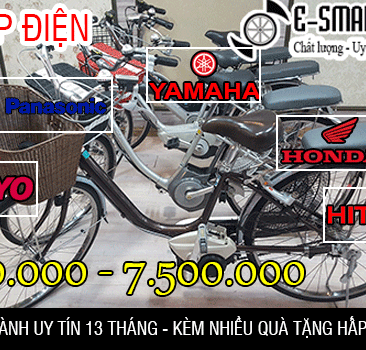 P ĐIỆN
E-SMA
Chất lượng - Uy
YAMAHA
Panasonic
HONDA
YO
HIT
0.000 - 7.500.000
ÀNH UY TÍN 13 THÁNG - KÈM NHIỀU QUÀ TẶNG HẤP